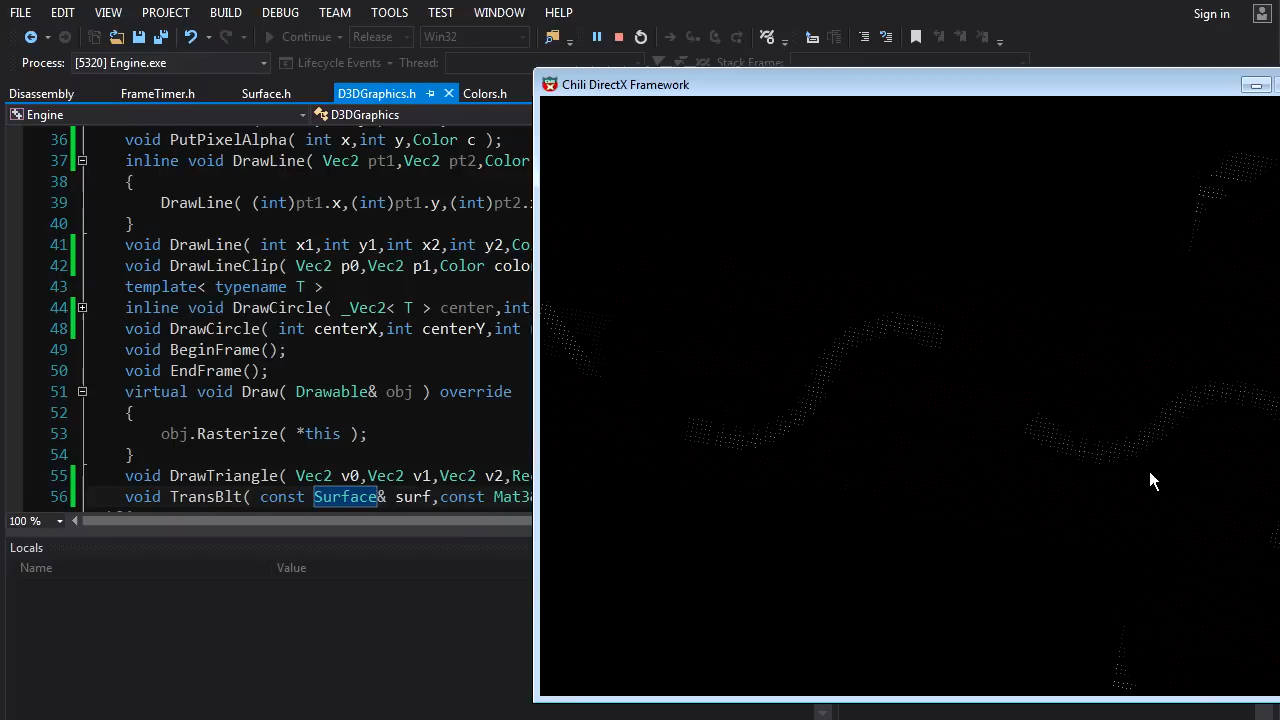 FILE EDIT VIEW PROJECT BUILD DEBUG TEAM TOOLS TEST WINDOW HELP Sign in
Continue Release Win32
Process: [5320] Engine.exe Lifecycle Events Thread: Stack Frame:
Disassembly FrameTimer.h Surface.h D3DGraphics.h Colors.h
Chili DirectX Framework
Engine D3DGraphics
36 void PutPixelAlpha( int x,int y,Color c );
37 inline void DrawLine( Vec2 pt1,Vec2 pt2,Color
38 {
39 DrawLine( (int)pt1.x,(int)pt1.y,(int)pt2.
40 }
41 void DrawLine( int x1,int y1,int x2,int y2,Co
42 void DrawLineClip( Vec2 p0,Vec2 p1,Color colo
43 template< typename T >
44 inline void DrawCircle( _Vec2< T > center,int
48 void DrawCircle( int centerX,int centerY,int
49 void BeginFrame();
50 void EndFrame();
51 virtual void Draw( Drawable& obj ) override
52 {
53 obj.Rasterize( *this );
54 }
55 void DrawTriangle( Vec2 v0,Vec2 v1,Vec2 v2,Re
56 void TransBlt( const Surface& surf,const Mat3
100 %
Locals
Name Value